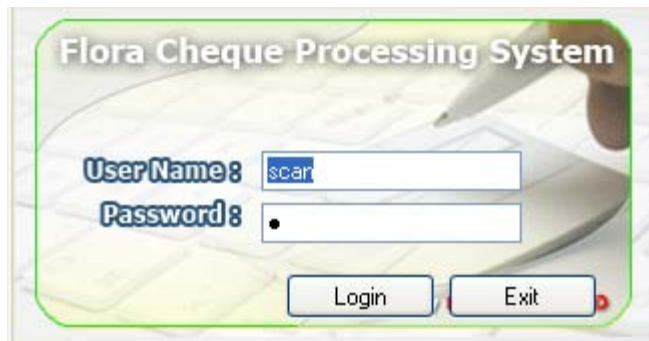 Flora Cheque Processing System
User Name :
scan
Password :
•
Login
Exit